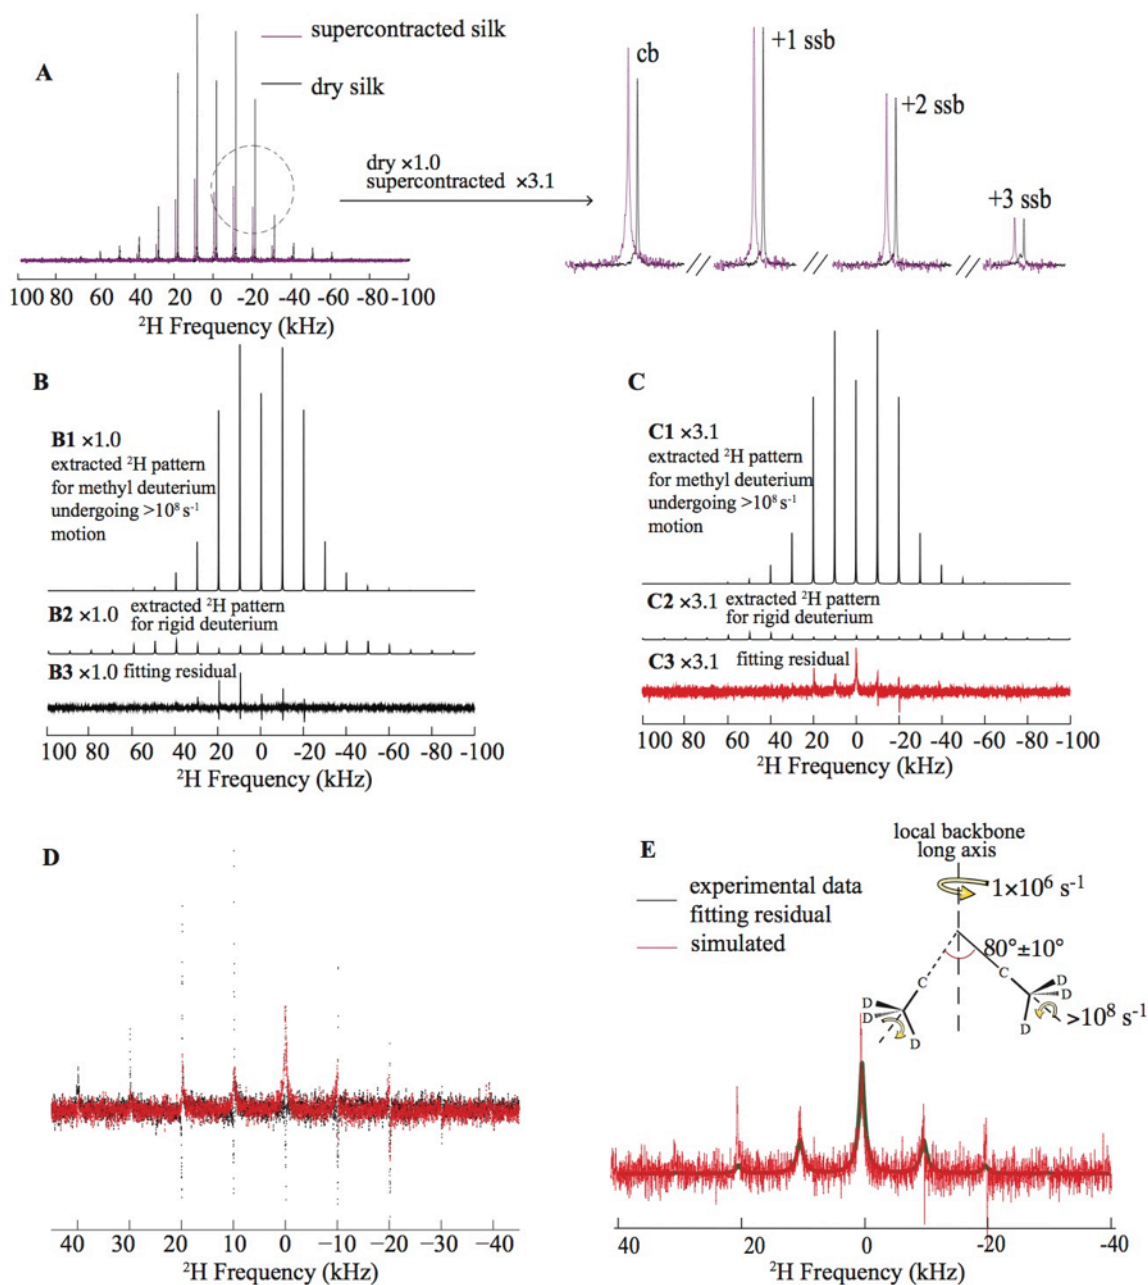 A
supercontracted silk
dry silk
dry ×1.0
supercontracted ×3.1
cb
+1 ssb
+2 ssb
+3 ssb
100 80 60 40 20 0 -20 -40 -60 -80 -100
²H Frequency (kHz)
B
B1 ×1.0
extracted ²H pattern
for methyl deuterium
undergoing >10⁸ s⁻¹
motion
B2 ×1.0 extracted ²H pattern
for rigid deuterium
B3 ×1.0 fitting residual
100 80 60 40 20 0 -20 -40 -60 -80 -100
²H Frequency (kHz)
C
C1 ×3.1
extracted ²H pattern
for methyl deuterium
undergoing >10⁸ s⁻¹
motion
C2 ×3.1 extracted ²H pattern
for rigid deuterium
C3 ×3.1 fitting residual
100 80 60 40 20 0 -20 -40 -60 -80 -100
²H Frequency (kHz)
D
40 30 20 10 0 −10 −20 −30 −40
²H Frequency (kHz)
E
experimental data
fitting residual
simulated
local backbone
long axis
1×10⁶ s⁻¹
80°±10°
C
C
D
D
D
D
D
D
>10⁸ s⁻¹
40 20 0 -20 -40
²H Frequency (kHz)